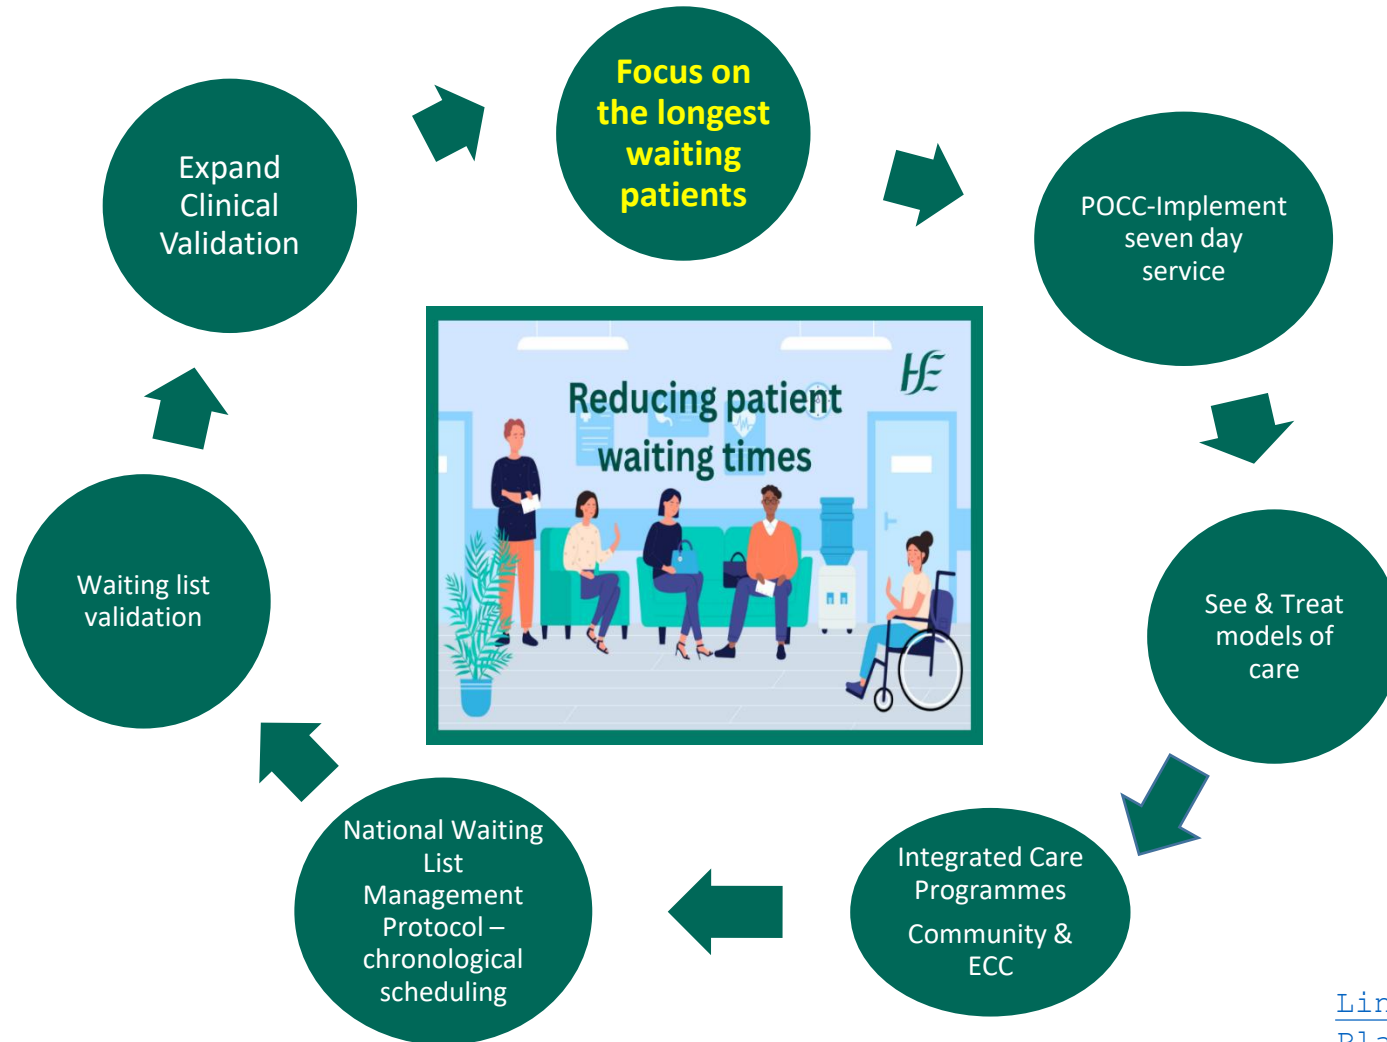 Focus on
the longest
waiting
patients
POCC-Implement
seven day
service
See & Treat
models of
care
Integrated Care
Programmes
Community &
ECC
National Waiting
List
Management
Protocol –
chronological
scheduling
Waiting list
validation
Expand
Clinical
Validation
Reducing patient
waiting times